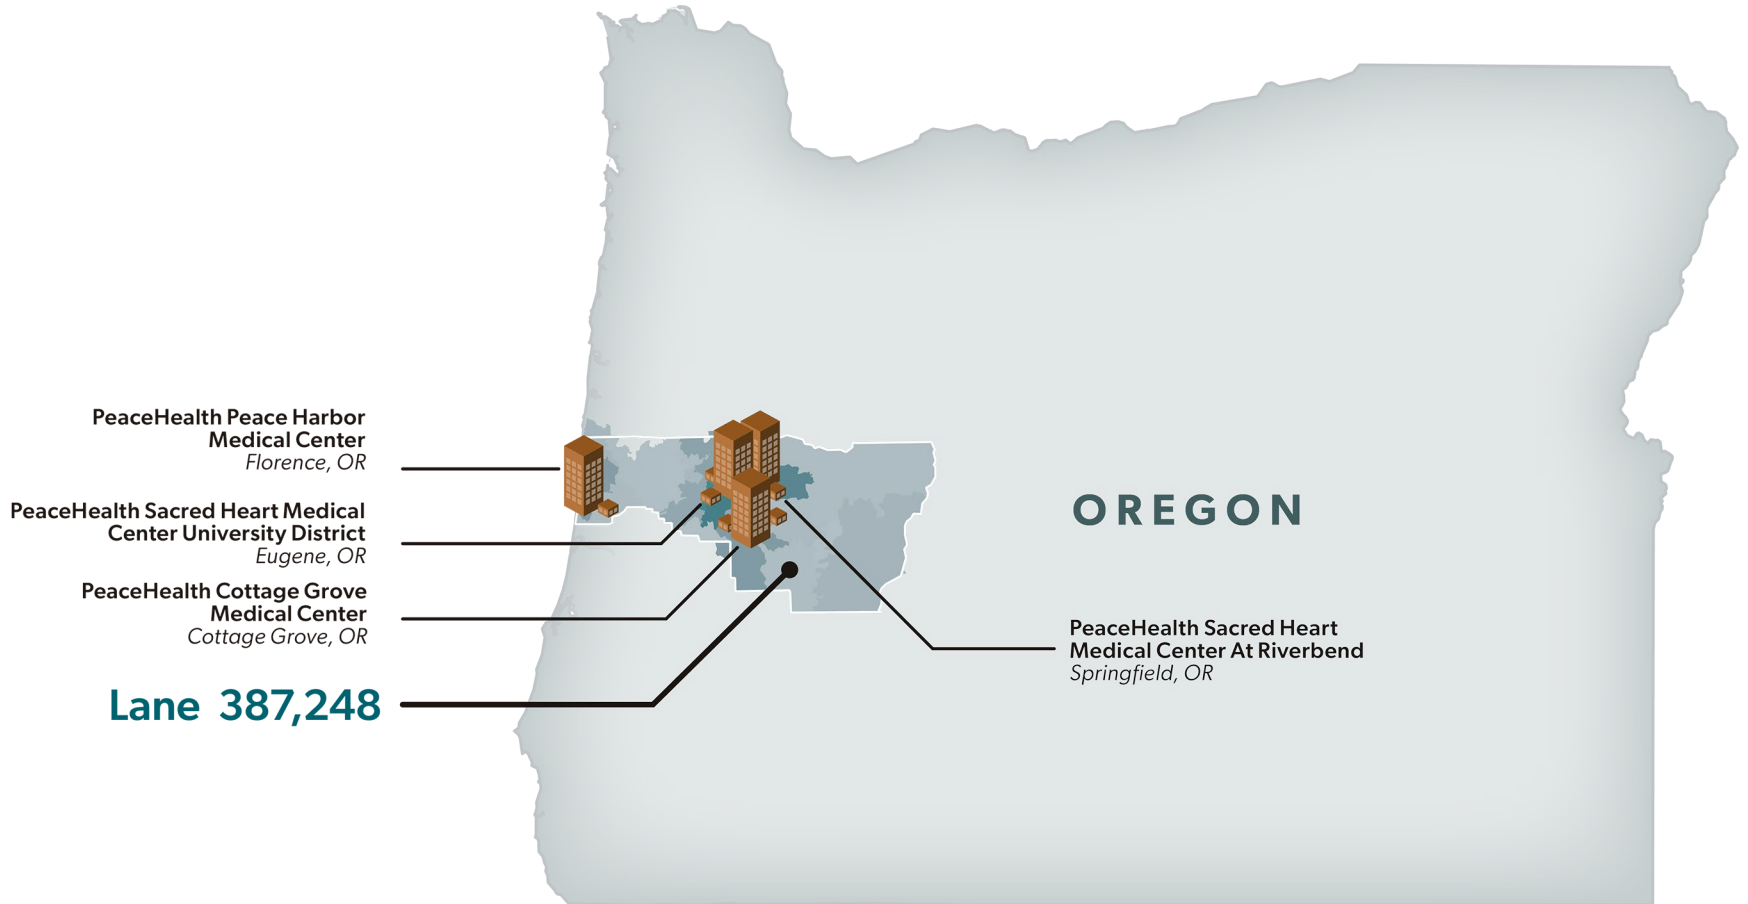 PeaceHealth Peace Harbor
Medical Center
Florence, OR
PeaceHealth Sacred Heart Medical
Center University District
Eugene, OR
PeaceHealth Cottage Grove
Medical Center
Cottage Grove, OR
Lane 387,248
OREGON
PeaceHealth Sacred Heart
Medical Center At Riverbend
Springfield, OR